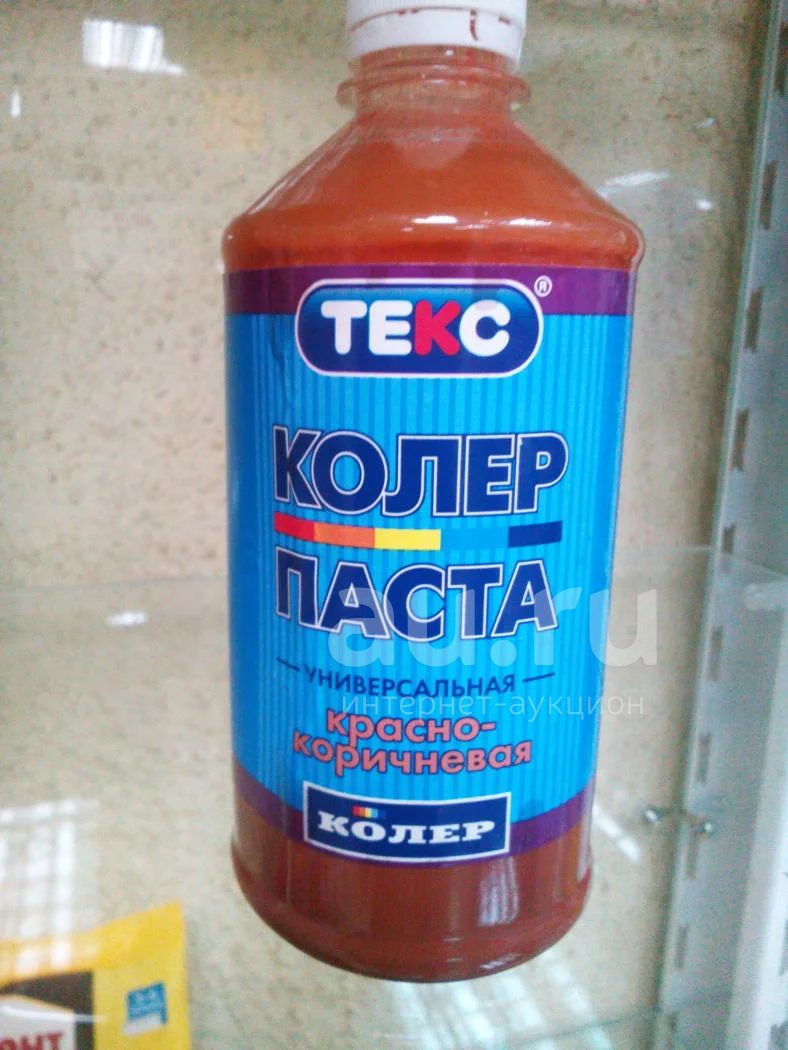 ТЕКС ®
КОЛЕР
ПАСТА
au.ru
УНИВЕРСАЛЬНАЯ
интернет-аукцион
красно-
коричневая
КОЛЕР